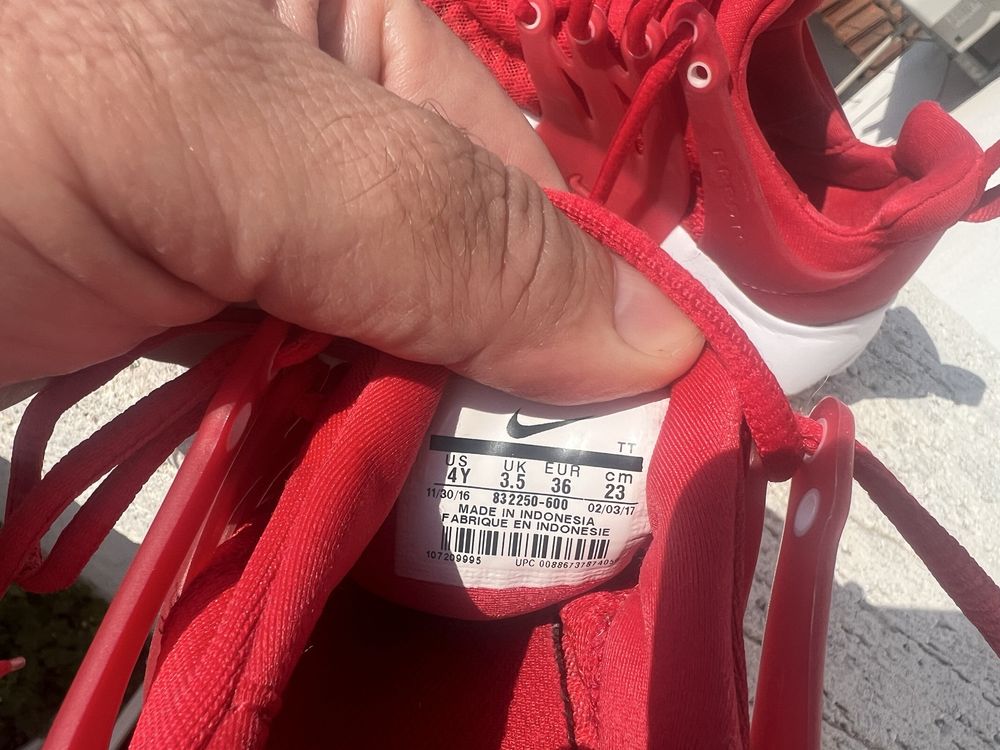 TT
US UK EUR cm
4Y 3.5 36 23
11/30/16 832250-600 02/03/17
MADE IN INDONESIA
FABRIQUE EN INDONESIE
107209995 UPC